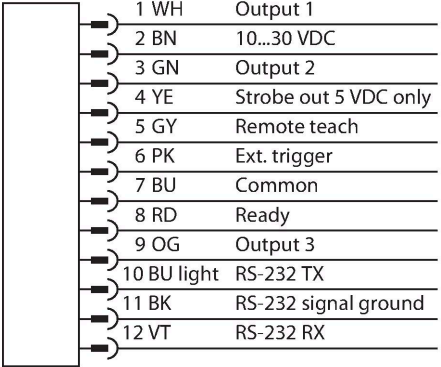 1 WH Output 1
2 BN 10...30 VDC
3 GN Output 2
4 YE Strobe out 5 VDC only
5 GY Remote teach
6 PK Ext. trigger
7 BU Common
8 RD Ready
9 OG Output 3
10 BU light RS-232 TX
11 BK RS-232 signal ground
12 VT RS-232 RX